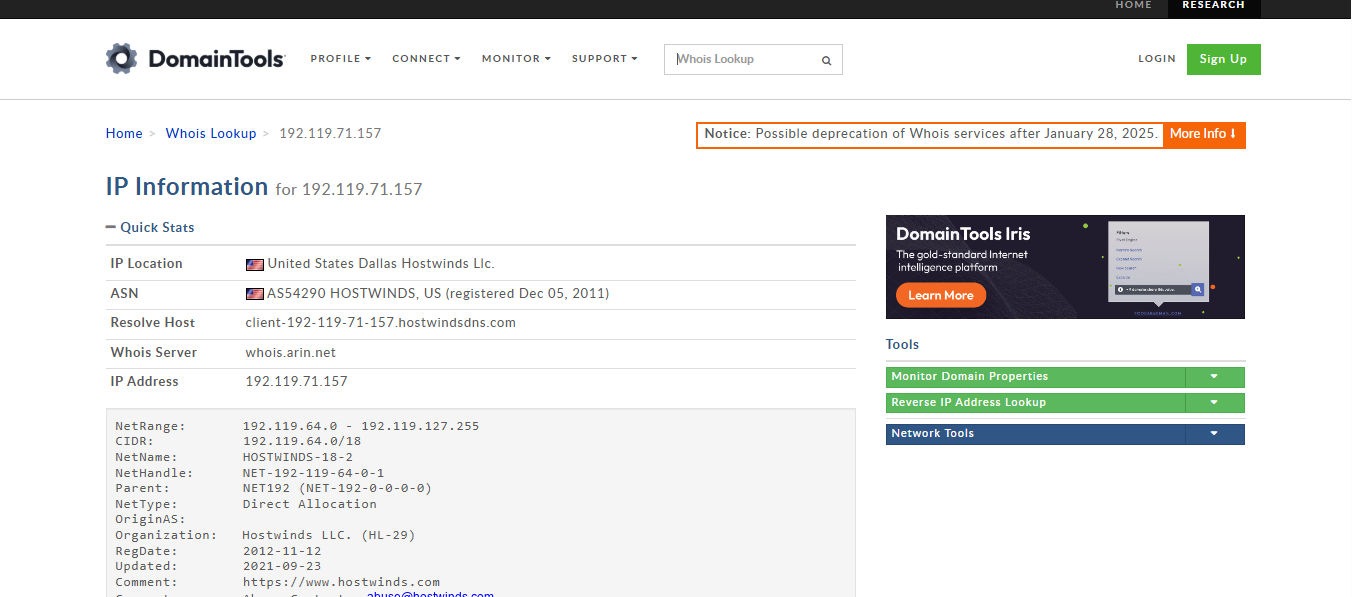 HOME RESEARCH
DomainTools PROFILE CONNECT MONITOR SUPPORT Whois Lookup LOGIN Sign Up
Home > Whois Lookup > 192.119.71.157
Notice: Possible deprecation of Whois services after January 28, 2025. More Info
IP Information for 192.119.71.157
Quick Stats
IP Location United States Dallas Hostwinds Llc.
ASN AS54290 HOSTWINDS, US (registered Dec 05, 2011)
Resolve Host client-192-119-71-157.hostwindsdns.com
Whois Server whois.arin.net
IP Address 192.119.71.157
NetRange: 192.119.64.0 - 192.119.127.255
CIDR: 192.119.64.0/18
NetName: HOSTWINDS-18-2
NetHandle: NET-192-119-64-0-1
Parent: NET192 (NET-192-0-0-0-0)
NetType: Direct Allocation
OriginAS:
Organization: Hostwinds LLC. (HL-29)
RegDate: 2012-11-12
Updated: 2021-09-23
Comment: https://www.hostwinds.com
abuse@hostwinds.com
DomainTools Iris
The gold-standard Internet
intelligence platform
Learn More
Filters
Tools
Monitor Domain Properties
Reverse IP Address Lookup
Network Tools